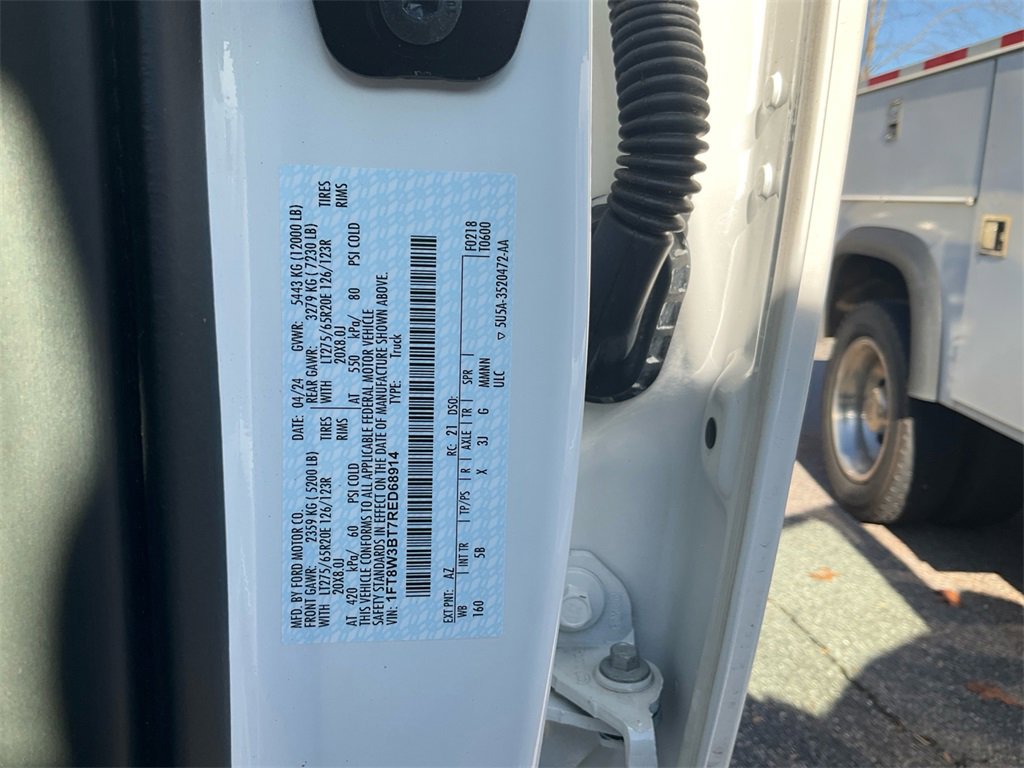 MFD. BY FORD MOTOR CO. DATE: 04/24 GVWR: 5443 KG (12000 LB)
FRONT GAWR: 2359 KG (5200 LB) REAR GAWR: 3279 KG (7230 LB)
WITH LT275/65R20E 126/123R TIRES WITH LT275/65R20E 126/123R TIRES
20X8.0J RIMS 20X8.0J RIMS
AT 420 kPa/ 60 PSI COLD AT 550 kPa/ 80 PSI COLD
THIS VEHICLE CONFORMS TO ALL APPLICABLE FEDERAL MOTOR VEHICLE
SAFETY STANDARDS IN EFFECT ON THE DATE OF MANUFACTURE SHOWN ABOVE.
VIN: 1FT8W3BT7RED68914 TYPE: Truck
EXT PNT: AZ RC: 21 DSO: F0218
WB INT TR TP/PS R AXLE TR SPR T0600
160 5B X 3J G MMNNN
ULC 5U5A-3520472-AA